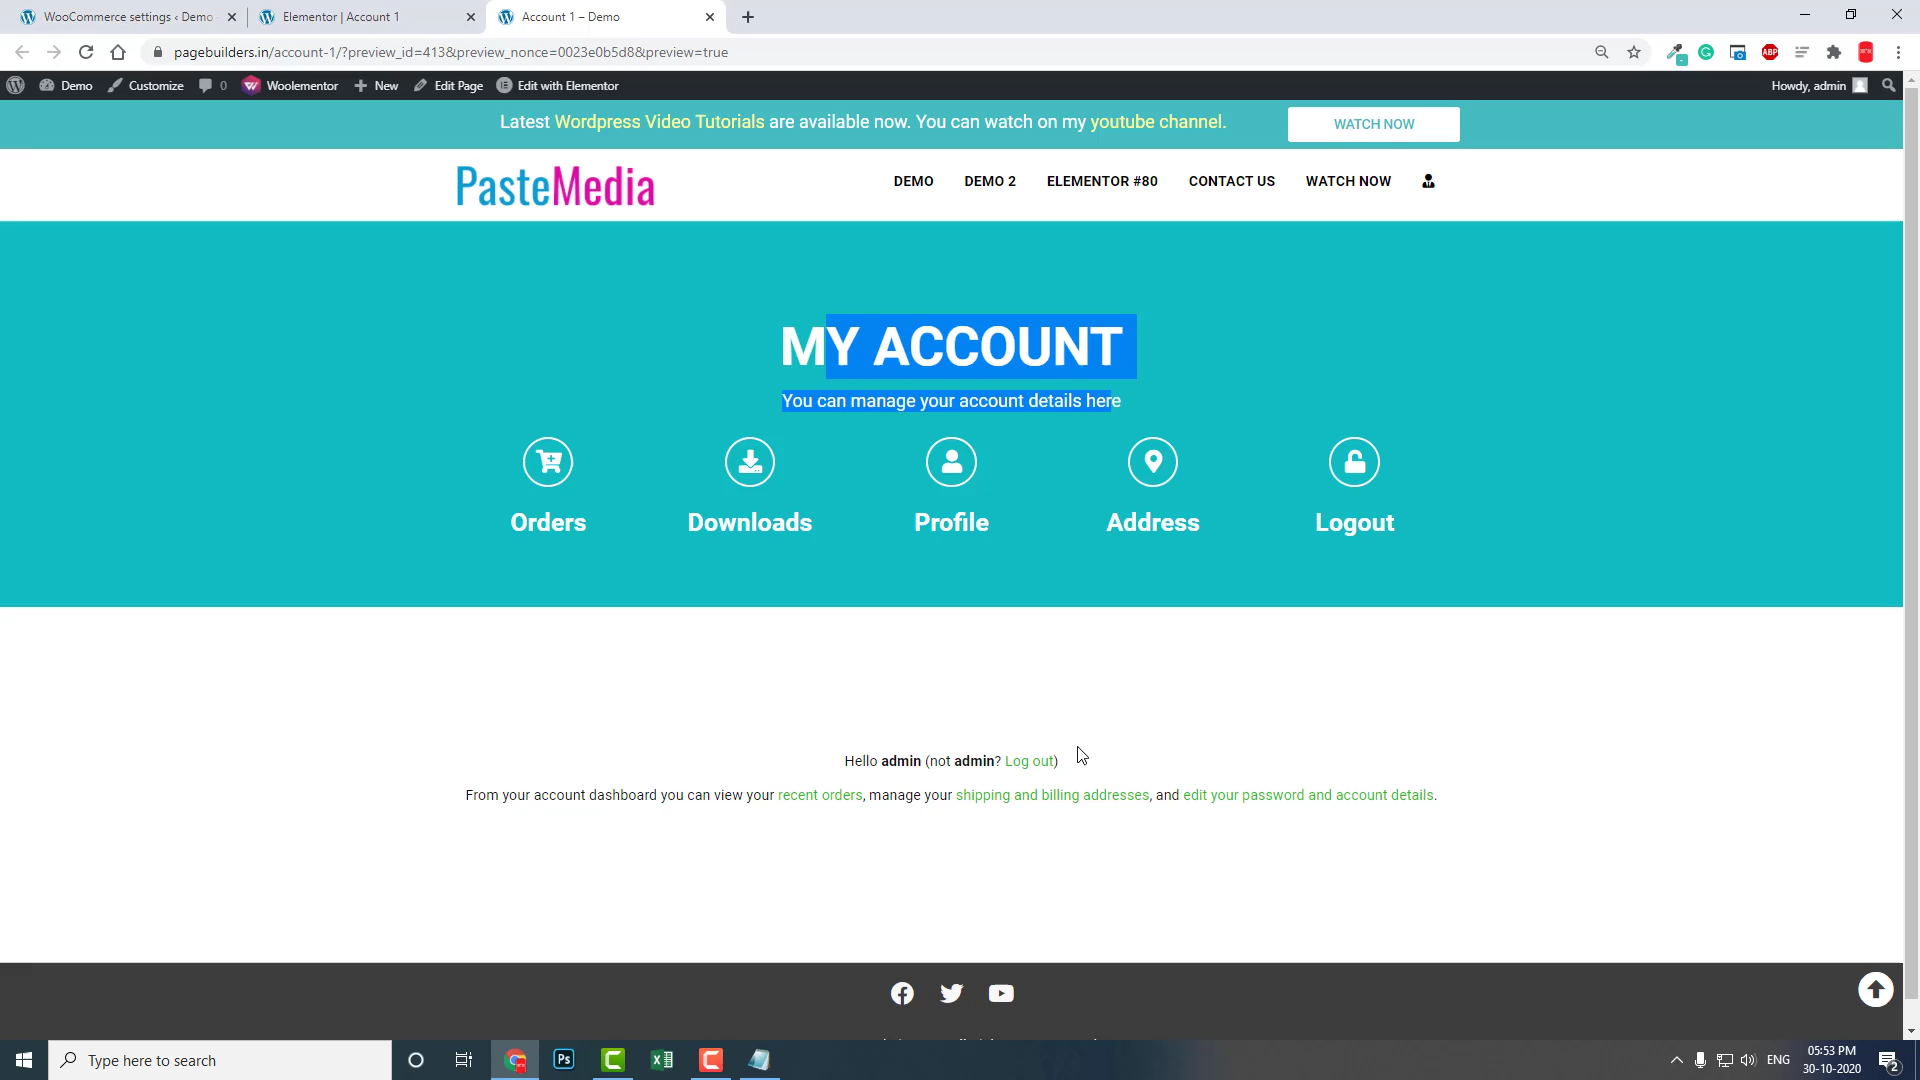 WooCommerce settings ‹ Demo
Elementor | Account 1
Account 1 – Demo
pagebuilders.in/account-1/?preview_id=413&preview_nonce=0023e0b5d8&preview=true
ABP
Demo
Customize
0
Woolementor
New
Edit Page
Edit with Elementor
Howdy, admin
Latest Wordpress Video Tutorials are available now. You can watch on my youtube channel.
WATCH NOW
PasteMedia
DEMO
DEMO 2
ELEMENTOR #80
CONTACT US
WATCH NOW
MY ACCOUNT
You can manage your account details here
Orders
Downloads
Profile
Address
Logout
Hello admin (not admin? Log out)
From your account dashboard you can view your recent orders, manage your shipping and billing addresses, and edit your password and account details.
Type here to search
Ps
ENG
05:53 PM
30-10-2020
2